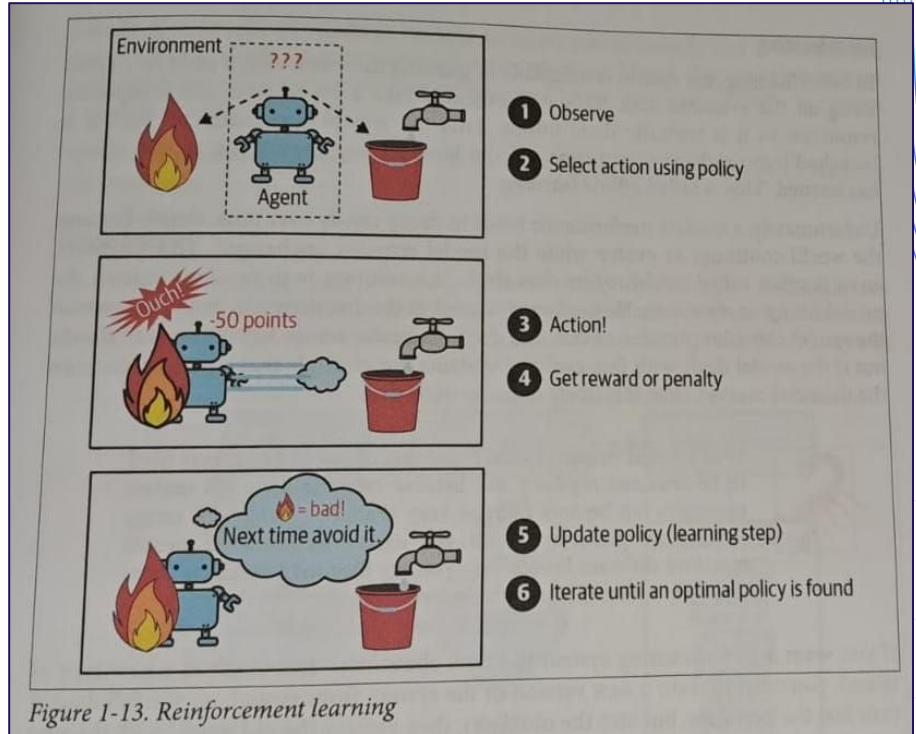 Environment
???
Agent
1 Observe
2 Select action using policy
Ouch!
-50 points
3 Action!
4 Get reward or penalty
= bad!
Next time avoid it.
5 Update policy (learning step)
6 Iterate until an optimal policy is found
Figure 1-13. Reinforcement learning